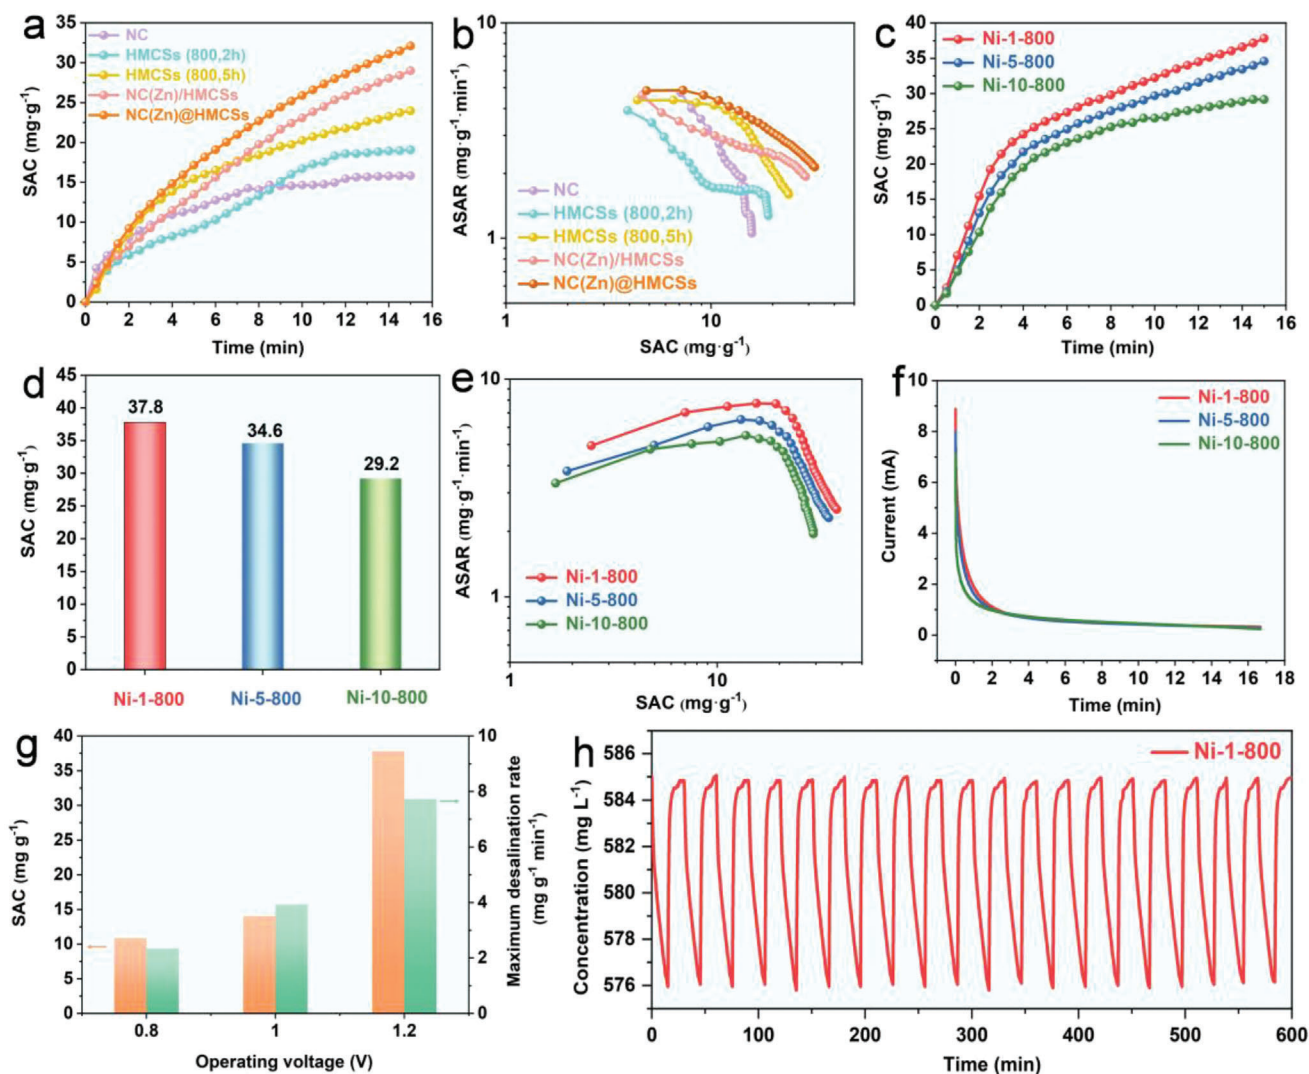 a
35
30
25
20
15
10
5
0
SAC (mg·g⁻¹)
NC
HMCSs (800,2h)
HMCSs (800,5h)
NC(Zn)/HMCSs
NC(Zn)@HMCSs
0 2 4 6 8 10 12 14 16
Time (min)
b
10
1
ASAR (mg·g⁻¹·min⁻¹)
NC
HMCSs (800,2h)
HMCSs (800,5h)
NC(Zn)/HMCSs
NC(Zn)@HMCSs
1 10
SAC (mg·g⁻¹)
c
40
35
30
25
20
15
10
5
0
SAC (mg·g⁻¹)
Ni-1-800
Ni-5-800
Ni-10-800
0 2 4 6 8 10 12 14 16
Time (min)
d
45
40
35
30
25
20
15
10
5
0
SAC (mg·g⁻¹)
37.8
34.6
29.2
Ni-1-800 Ni-5-800 Ni-10-800
e
10
1
ASAR (mg·g⁻¹·min⁻¹)
Ni-1-800
Ni-5-800
Ni-10-800
1 10
SAC (mg·g⁻¹)
f
10
8
6
4
2
0
Current (mA)
Ni-1-800
Ni-5-800
Ni-10-800
0 2 4 6 8 10 12 14 16 18
Time (min)
g
40
35
30
25
20
15
10
5
0
SAC (mg g⁻¹)
10
8
6
4
2
0
Maximum desalination rate
(mg g⁻¹ min⁻¹)
0.8 1 1.2
Operating voltage (V)
h
586
584
582
580
578
576
Concentration (mg L⁻¹)
Ni-1-800
0 100 200 300 400 500 600
Time (min)